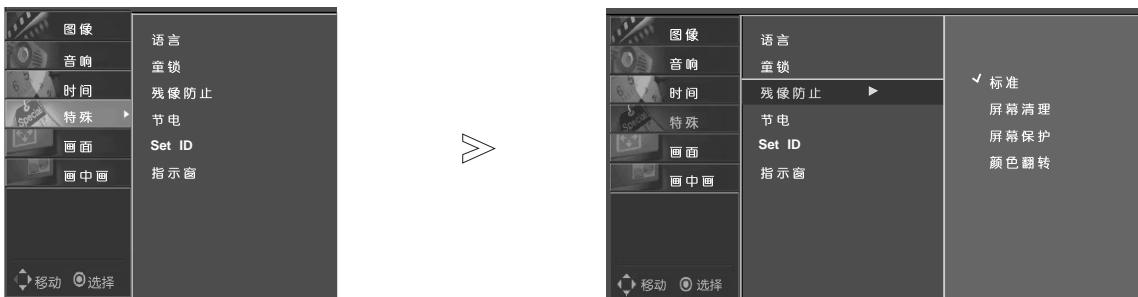 图像
音响
时间
特殊
画面
画中画
移动 选择
语言
童锁
残像防止
节电
Set ID
指示窗
图像
音响
时间
特殊
画面
画中画
移动 选择
语言
童锁
残像防止
节电
Set ID
指示窗
标准
屏幕清理
屏幕保护
颜色翻转